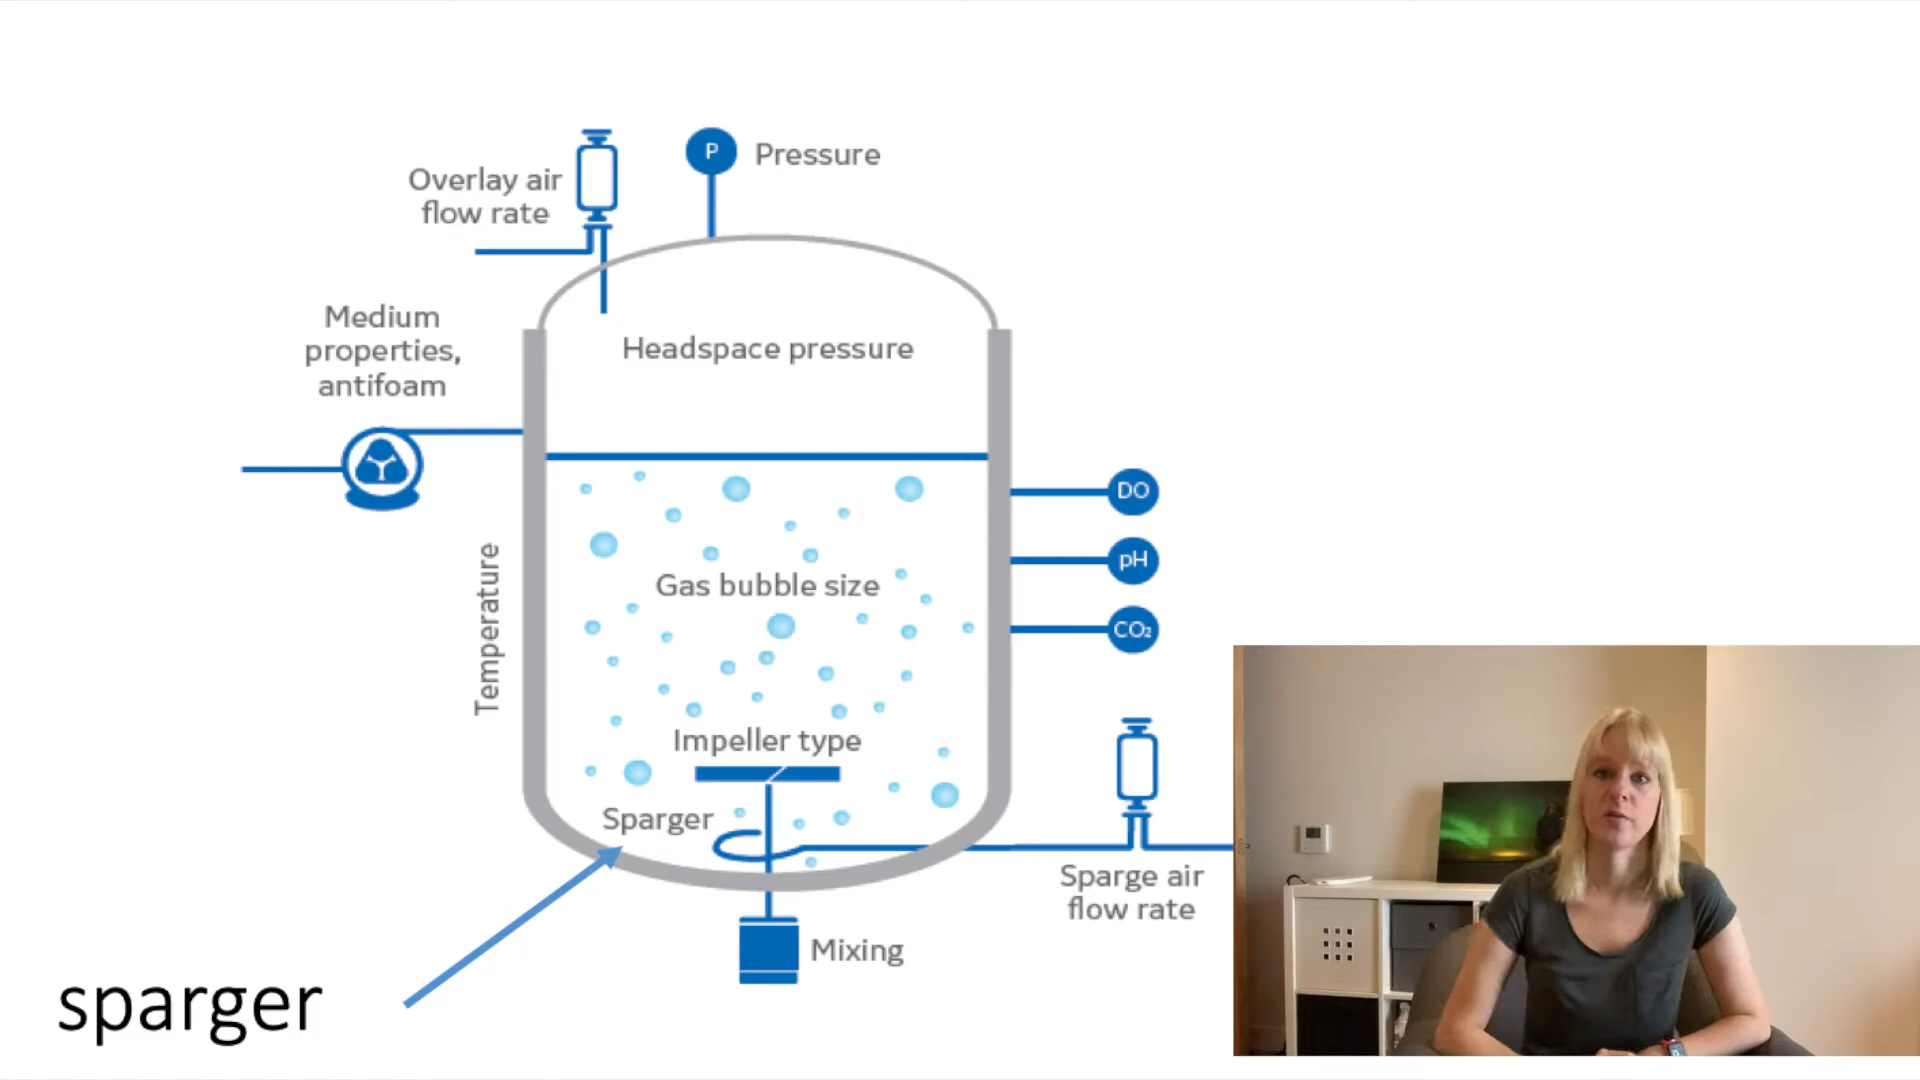 P
Pressure
Overlay air
flow rate
Medium
properties,
antifoam
Headspace pressure
DO
pH
CO₂
Gas bubble size
Temperature
Impeller type
Sparger
Sparge air
flow rate
Mixing
sparger